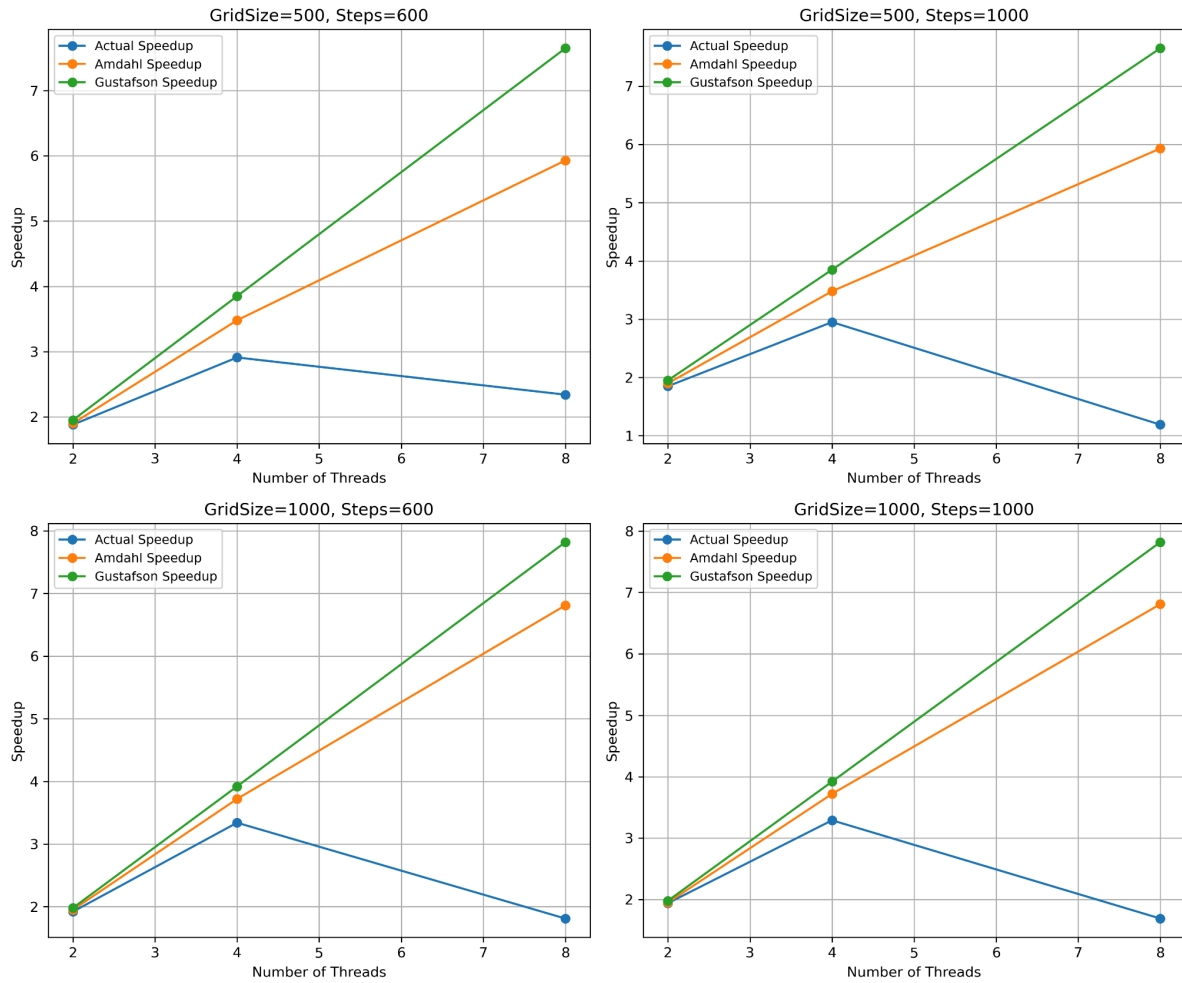 GridSize=500, Steps=600
Actual Speedup
Amdahl Speedup
Gustafson Speedup
7
6
5
4
3
2
Speedup
2 3 4 5 6 7 8
Number of Threads
GridSize=500, Steps=1000
Actual Speedup
Amdahl Speedup
Gustafson Speedup
7
6
5
4
3
2
1
Speedup
2 3 4 5 6 7 8
Number of Threads
GridSize=1000, Steps=600
Actual Speedup
Amdahl Speedup
Gustafson Speedup
8
7
6
5
4
3
2
Speedup
2 3 4 5 6 7 8
Number of Threads
GridSize=1000, Steps=1000
Actual Speedup
Amdahl Speedup
Gustafson Speedup
8
7
6
5
4
3
2
Speedup
2 3 4 5 6 7 8
Number of Threads